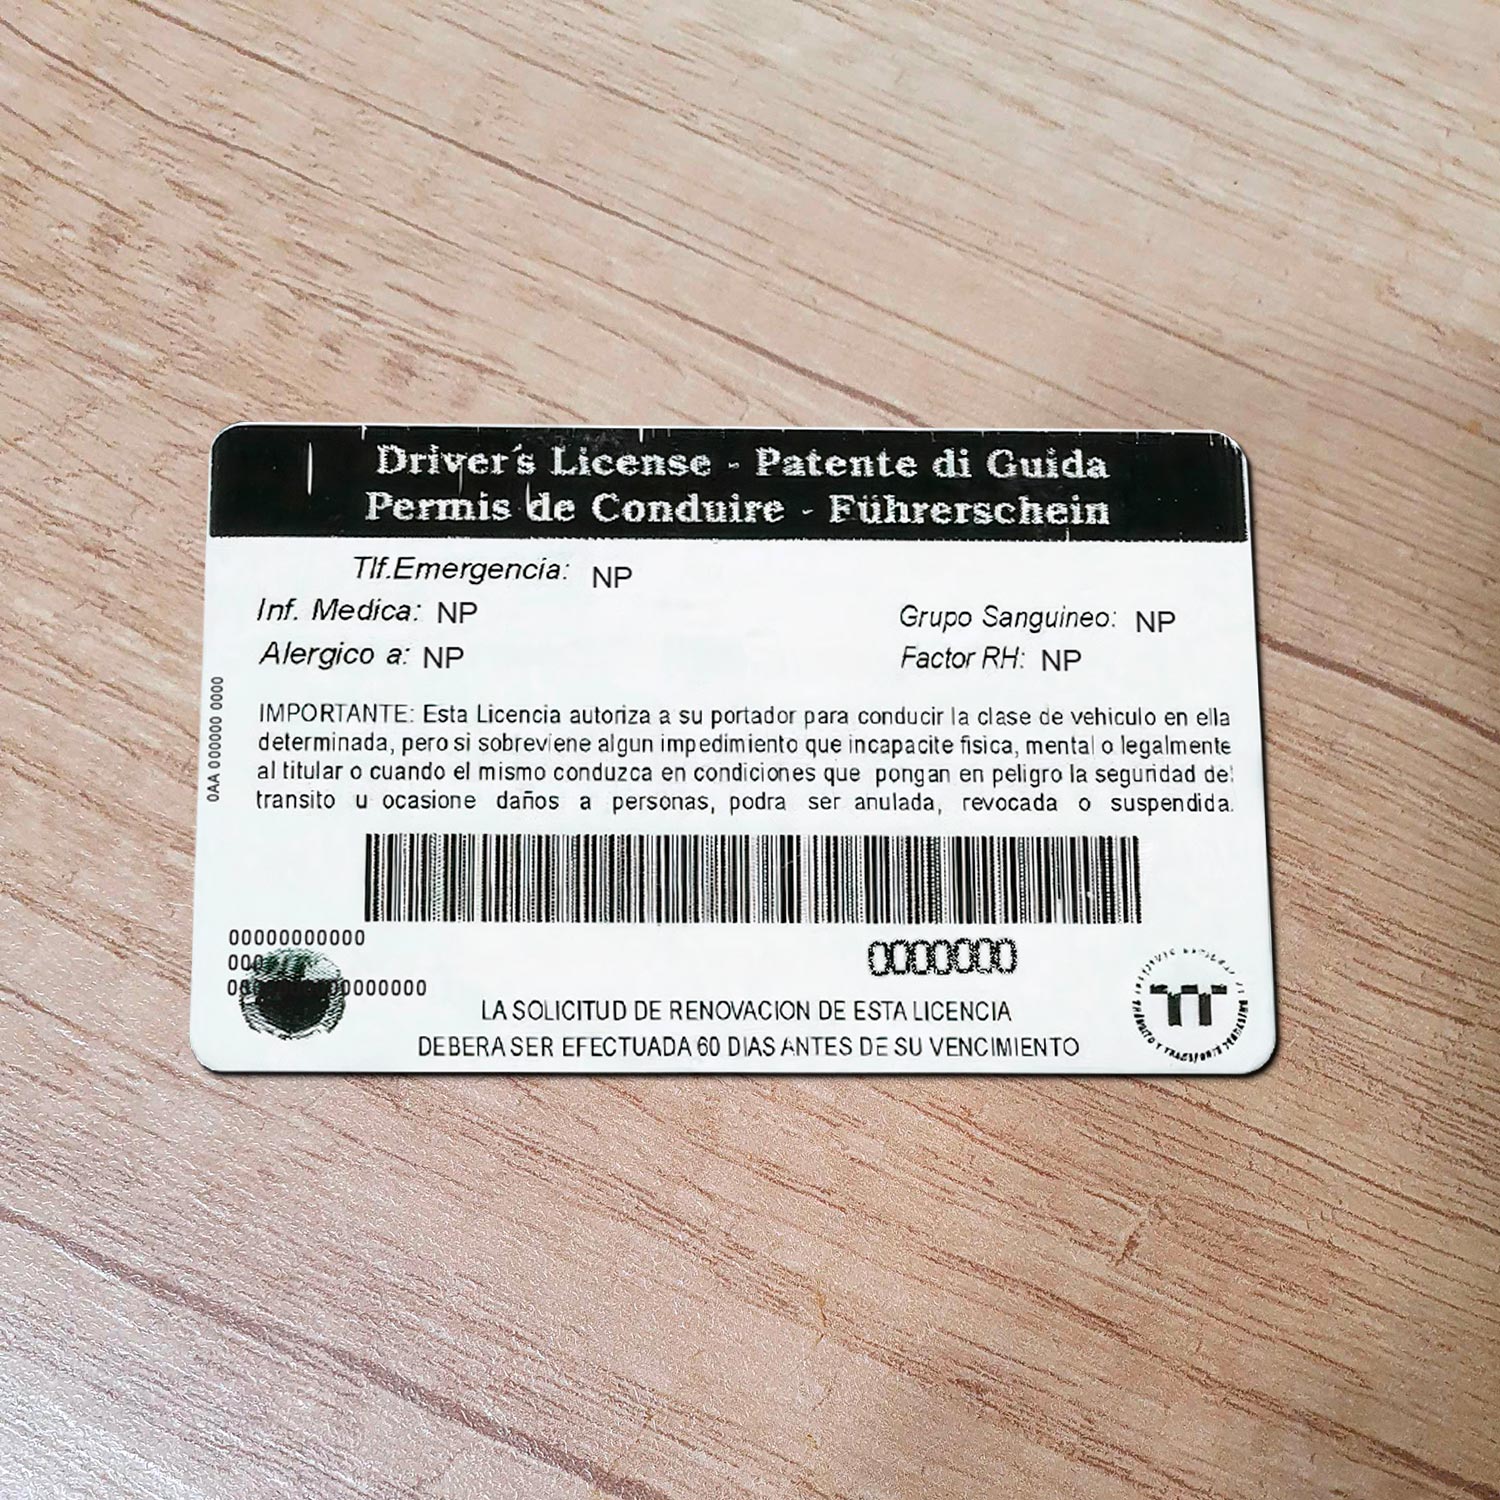 Driver's License - Patente di Guida
Permis de Conduire - Führerschein
Tlf.Emergencia: NP
Inf. Medica: NP
Grupo Sanguineo: NP
Alergico a: NP
Factor RH: NP
0AA 000000 0000
IMPORTANTE: Esta Licencia autoriza a su portador para conducir la clase de vehiculo en ella
determinada, pero si sobreviene algun impedimiento que incapacite fisica, mental o legalmente
al titular o cuando el mismo conduzca en condiciones que pongan en peligro la seguridad del
transito u ocasione daños a personas, podra ser anulada, revocada o suspendida.
00000000000
000
0000000
LA SOLICITUD DE RENOVACION DE ESTA LICENCIA
DEBERA SER EFECTUADA 60 DIAS ANTES DE SU VENCIMIENTO
TT